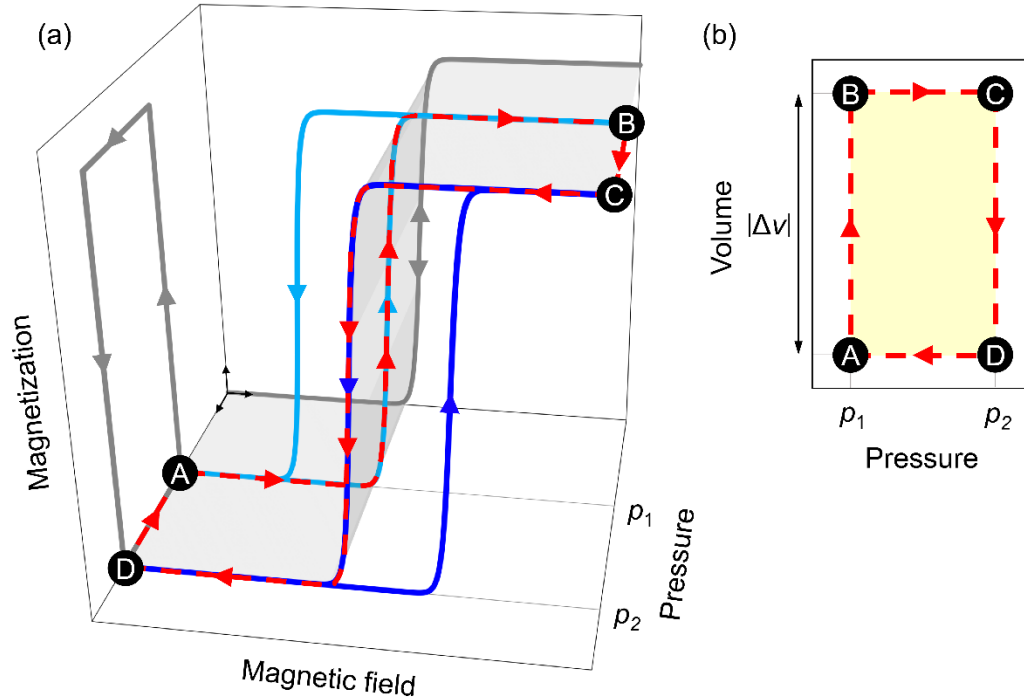 (a)
B
C
A
D
Magnetization
Magnetic field
Pressure
p₁
p₂
(b)
B
C
A
D
Volume
|Δv|
p₁
p₂
Pressure